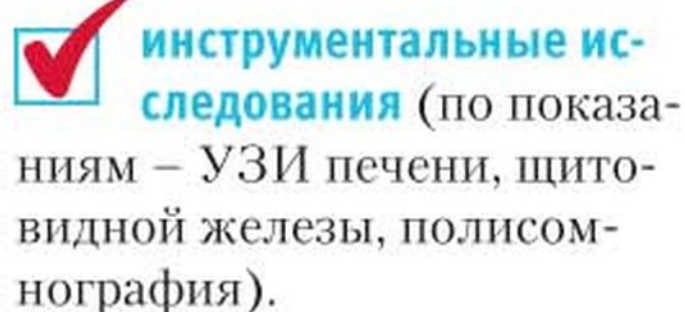 инструментальные ис-
следования (по показа-
ниям – УЗИ печени, щито-
видной железы, полисом-
нография).